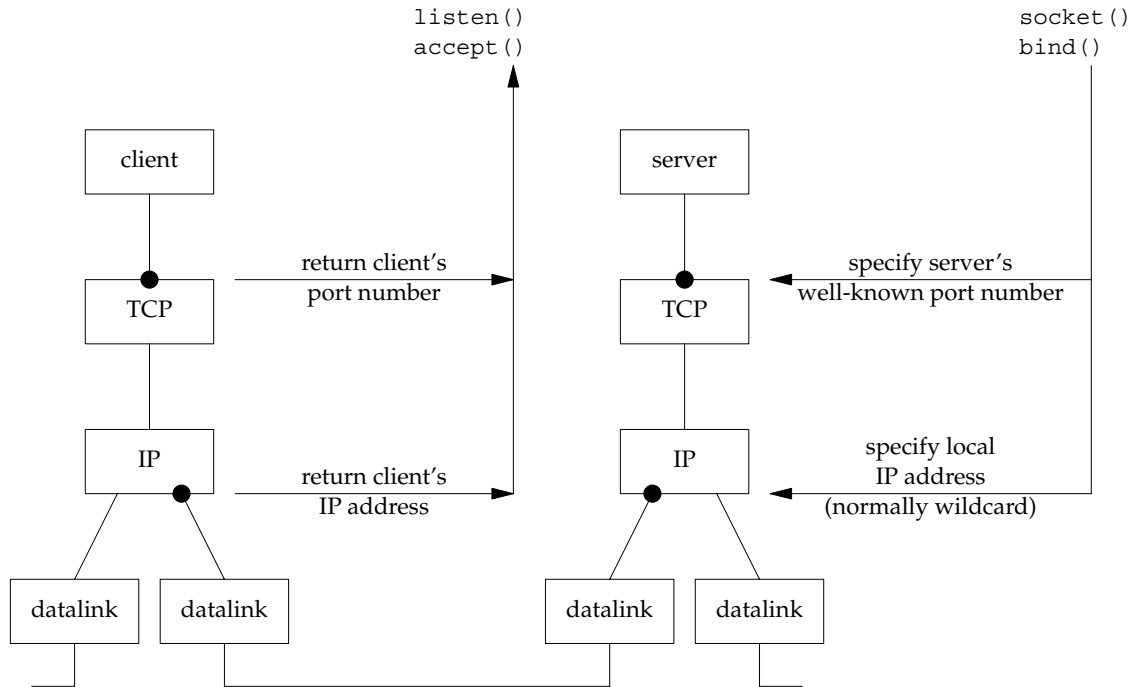 listen()
accept()
socket()
bind()
client
server
return client's
port number
specify server's
well-known port number
TCP
TCP
IP
IP
return client's
IP address
specify local
IP address
(normally wildcard)
datalink
datalink
datalink
datalink